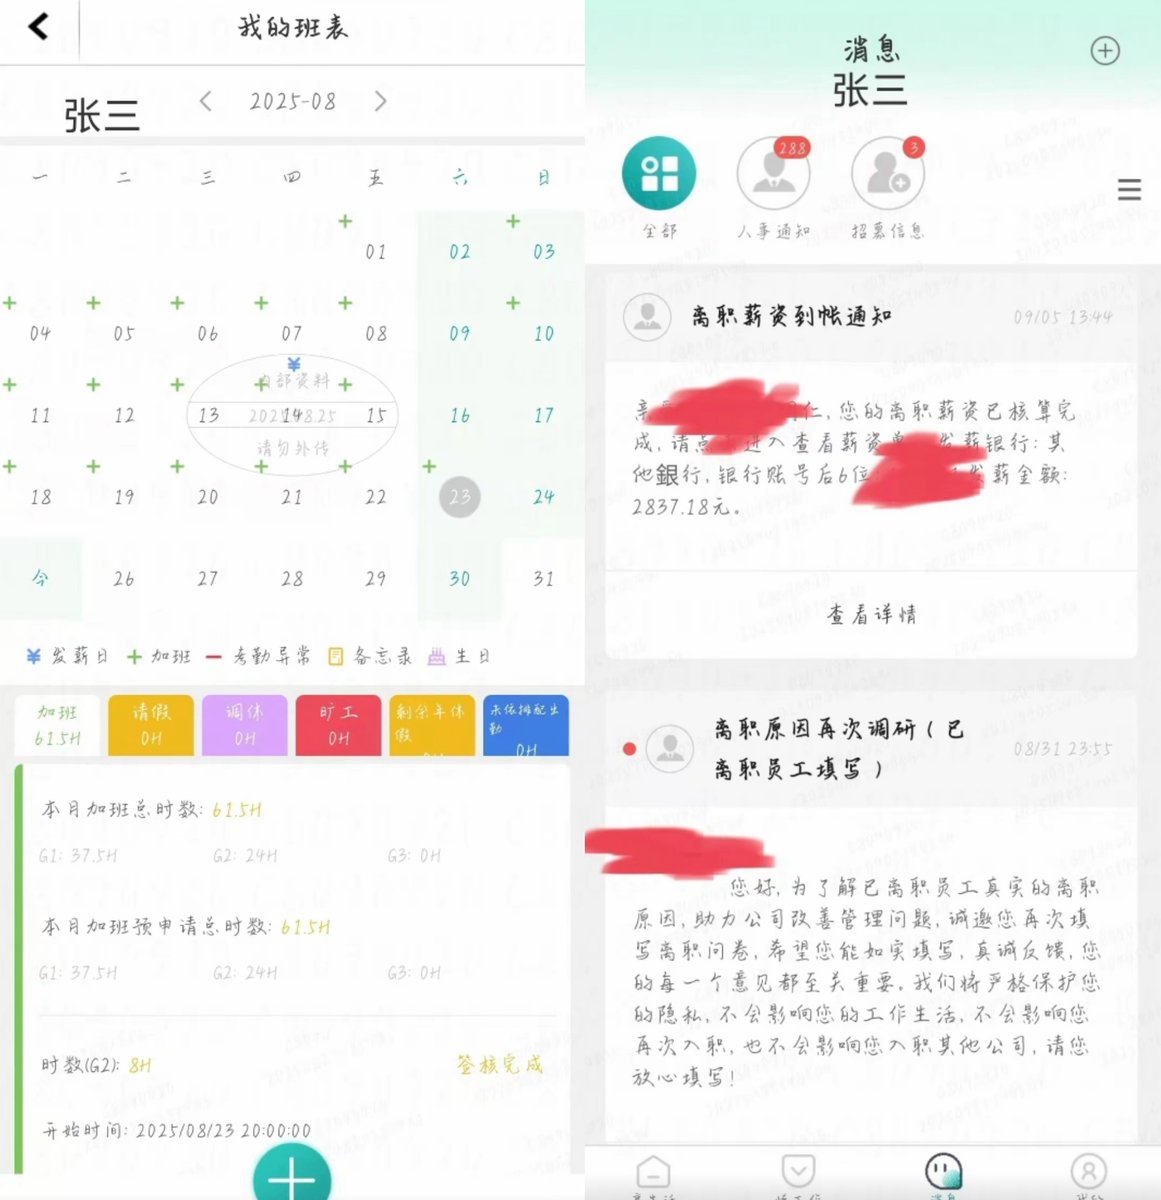 我的班表
张三
2025-08
一 二 三 四 五 六 日
01 02 03
04 05 06 07 08 09 10
11 12 13 14 15 16 17
内部资料
2025.08.25
请勿外传
18 19 20 21 22 23 24
今 26 27 28 29 30 31
¥ 发薪日 + 加班 — 考勤异常 备忘录 生日
加班 61.5H
请假 0H
调休 0H
旷工 0H
剩余年休假
未依排配出勤 0H
本月加班总时数: 61.5H
G1: 37.5H G2: 24H G3: 0H
本月加班预申请总时数: 61.5H
G1: 37.5H G2: 24H G3: 0H
时数(G2): 8H 签核完成
开始时间: 2025/08/23 20:00:00
消息
张三
288
3
全部 人事通知 招募信息
离职薪资到帐通知 09/05 13:44
同仁, 您的离职薪资已核算完
成, 请点击进入查看薪资单 发薪银行: 其
他銀行, 银行账号后6位 发薪金额:
2837.18元。
查看详情
离职原因再次调研 ( 已
离职员工填写 )
08/31 23:55
您好, 为了解已离职员工真实的离职
原因, 助力公司改善管理问题, 诚邀您再次填
写离职问卷, 希望您能如实填写, 真诚反馈, 您
的每一个意见都至关重要。我们将严格保护您
的隐私, 不会影响您的工作生活, 不会影响您
再次入职, 也不会影响您入职其他公司, 请您
放心填写!
消息